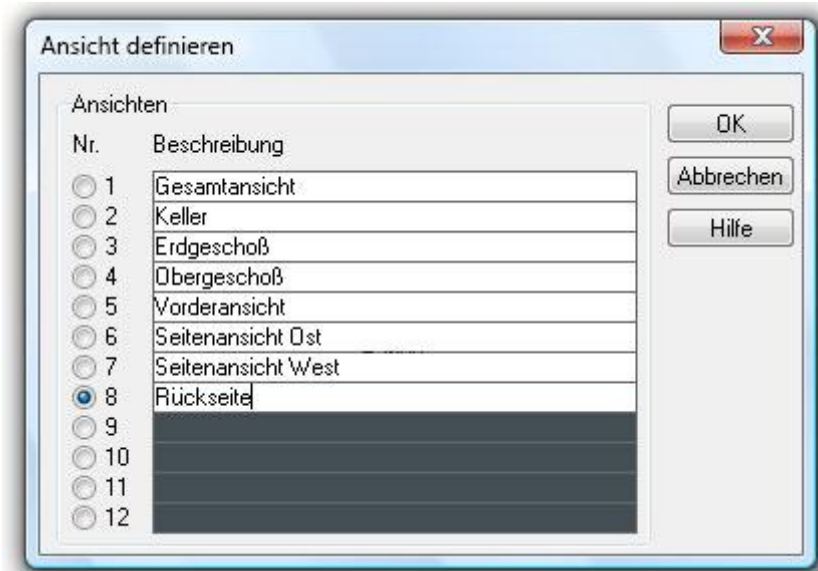 Ansicht definieren
Ansichten
Nr. Beschreibung
1 Gesamtansicht
2 Keller
3 Erdgeschoß
4 Obergeschoß
5 Vorderansicht
6 Seitenansicht Ost
7 Seitenansicht West
8 Rückseite
9
10
11
12
OK
Abbrechen
Hilfe